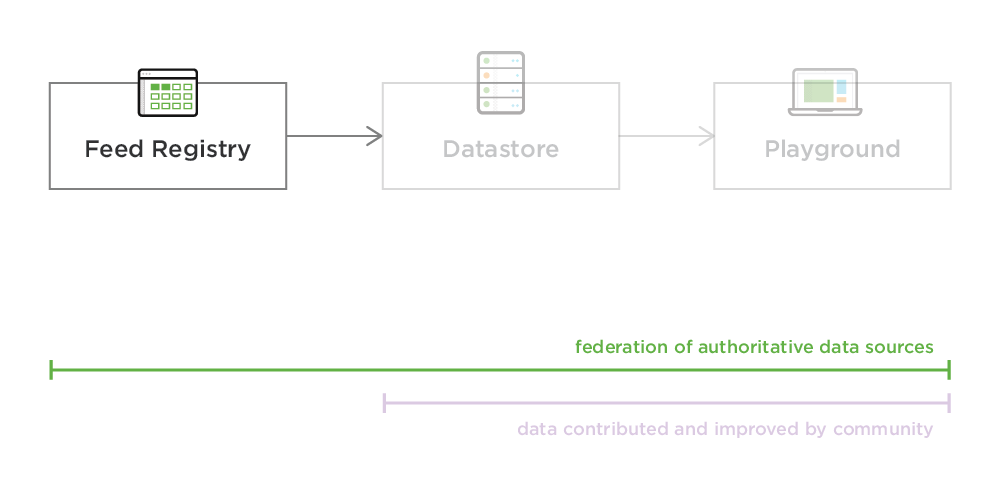 Feed Registry
Datastore
Playground
federation of authoritative data sources
data contributed and improved by community